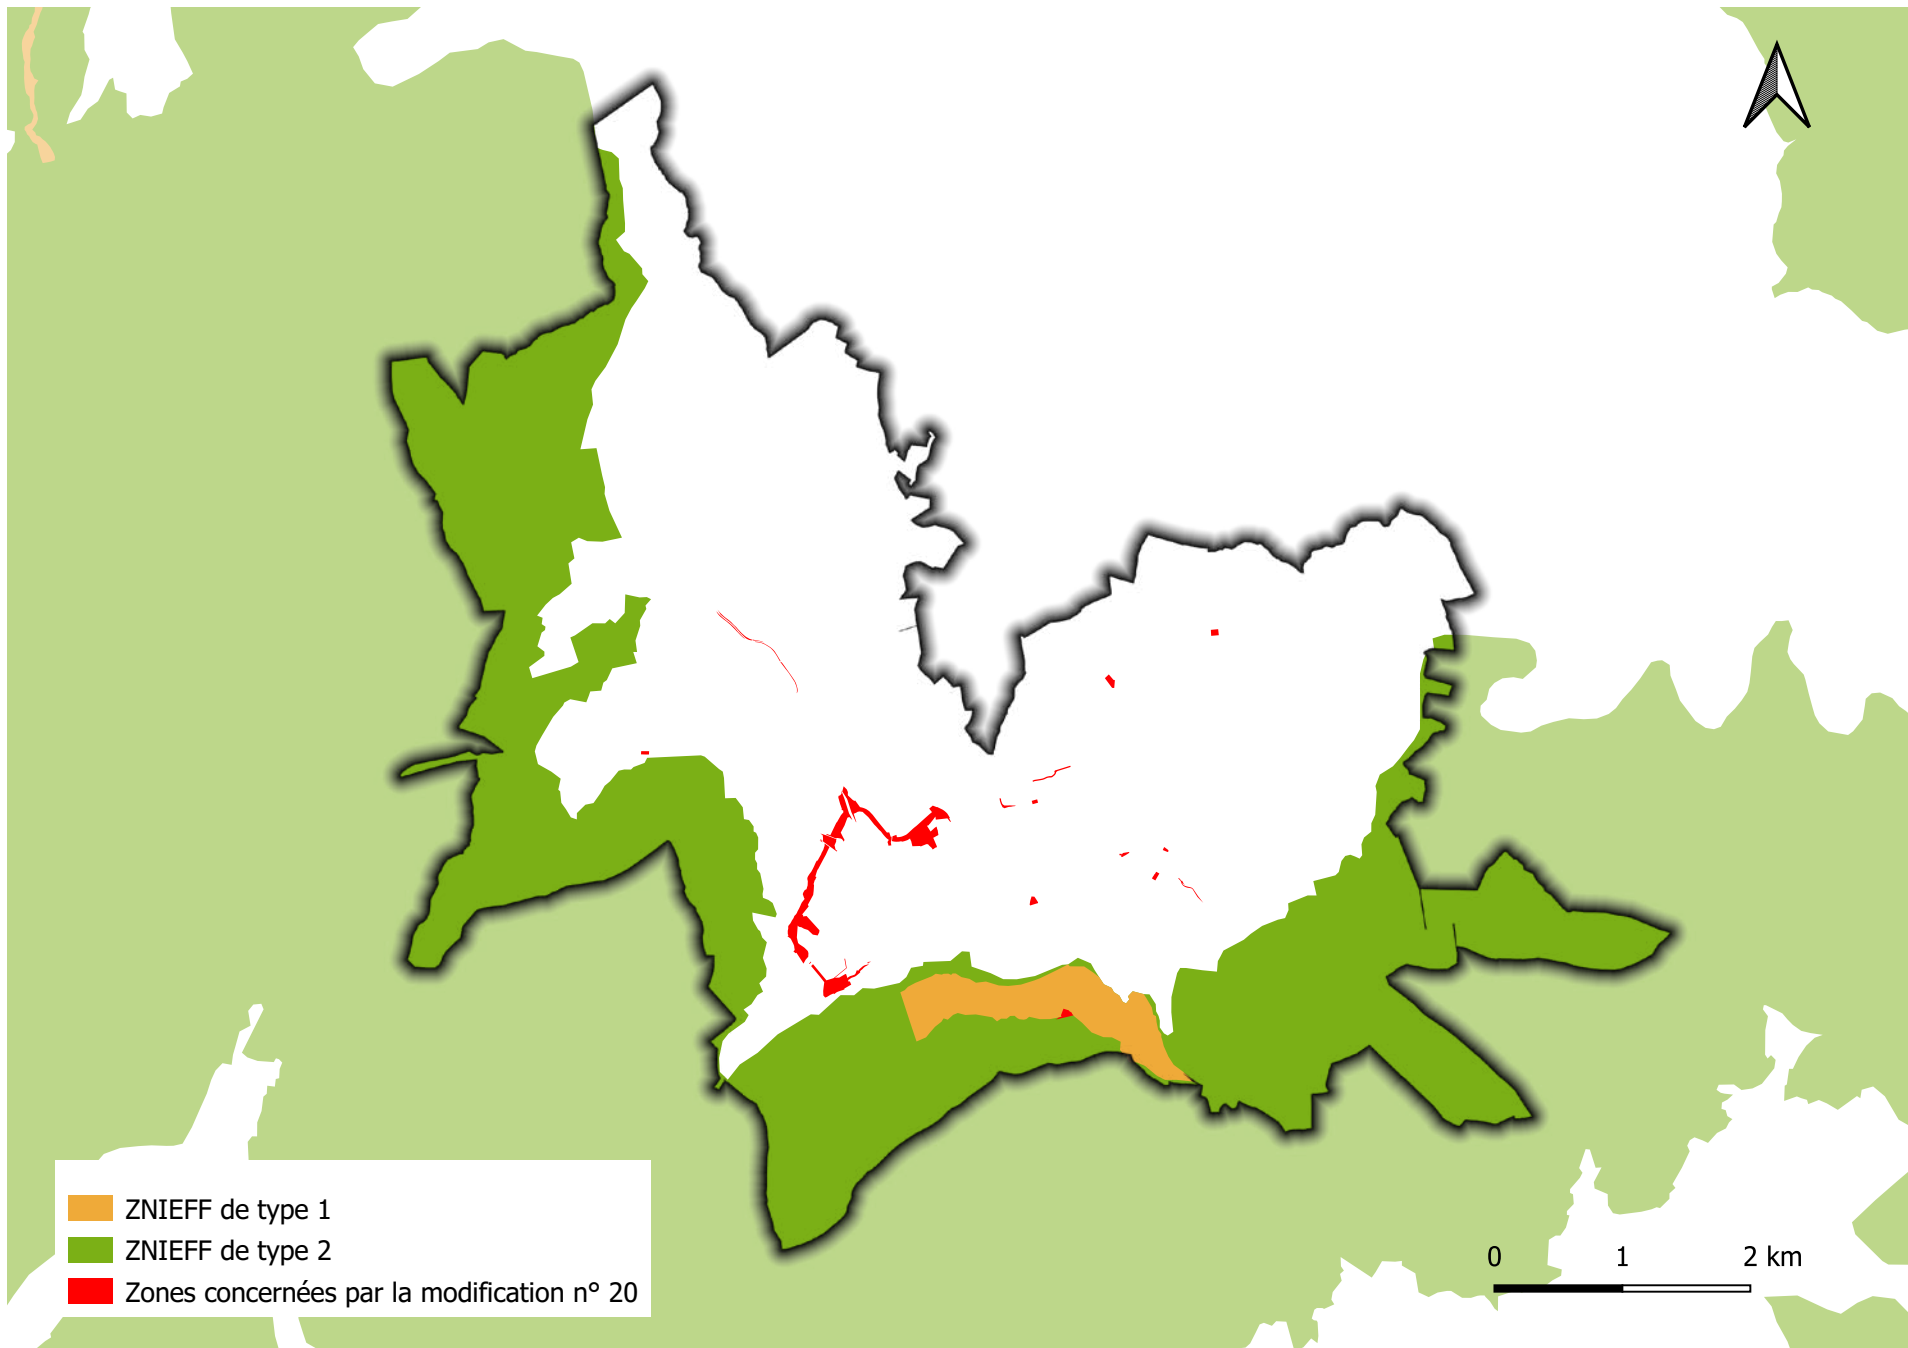 ZNIEFF de type 1
ZNIEFF de type 2
Zones concernées par la modification n° 20
0 1 2 km